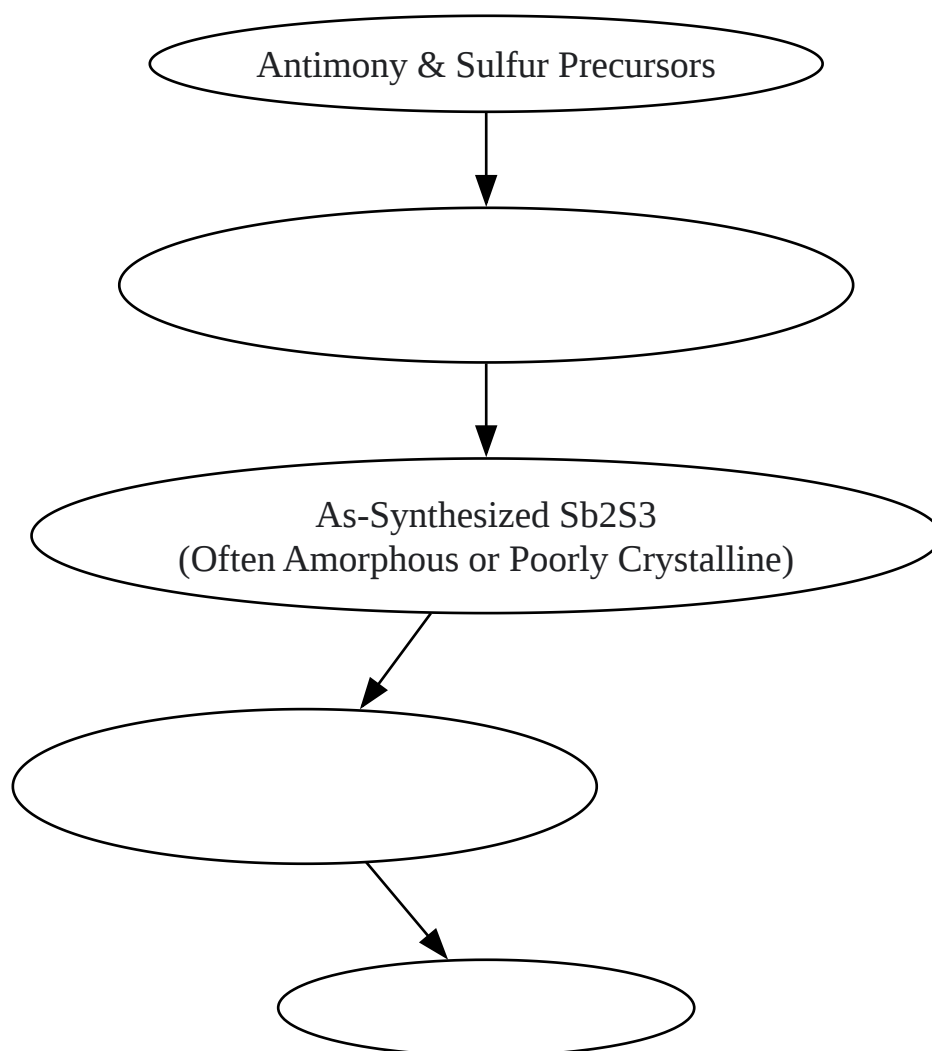 Antimony & Sulfur Precursors
As-Synthesized Sb2S3
(Often Amorphous or Poorly Crystalline)